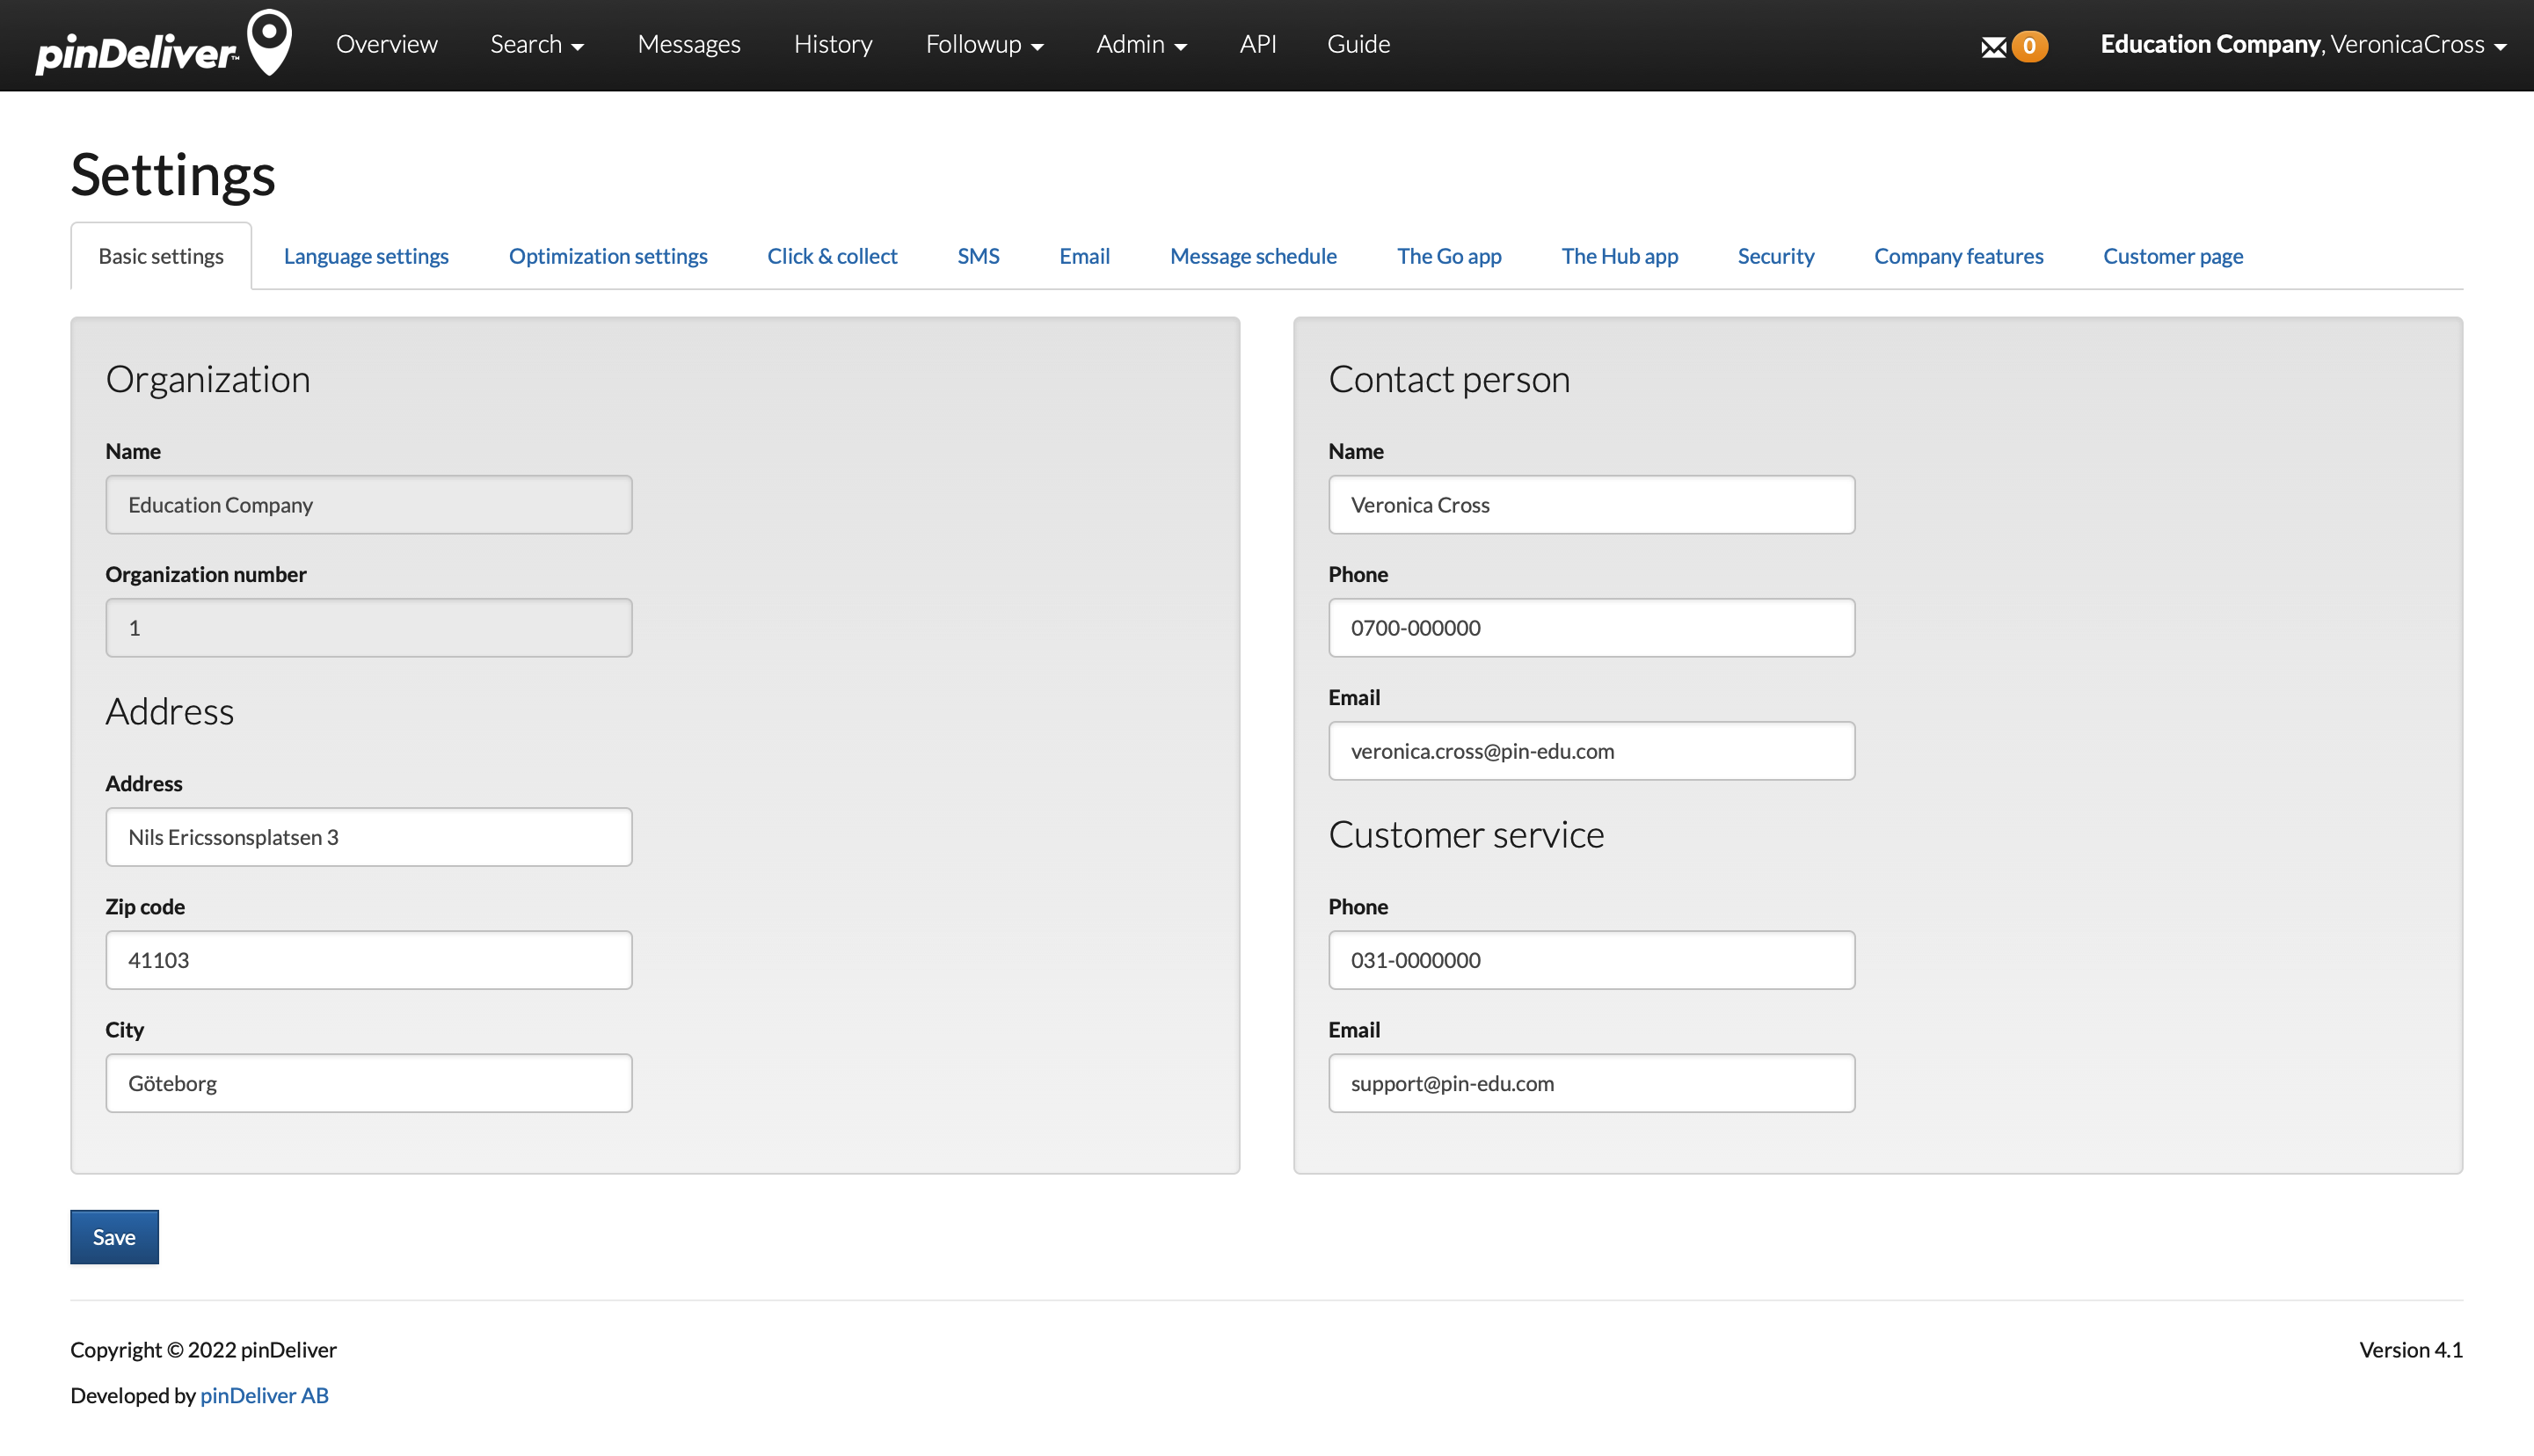 pinDeliver™ Overview Search Messages History Followup Admin API Guide 0 Education Company, VeronicaCross
Settings
Basic settings Language settings Optimization settings Click & collect SMS Email Message schedule The Go app The Hub app Security Company features Customer page
Organization
Name
Education Company
Organization number
1
Address
Address
Nils Ericssonsplatsen 3
Zip code
41103
City
Göteborg
Contact person
Name
Veronica Cross
Phone
0700-000000
Email
veronica.cross@pin-edu.com
Customer service
Phone
031-0000000
Email
support@pin-edu.com
Save
Copyright © 2022 pinDeliver
Version 4.1
Developed by pinDeliver AB